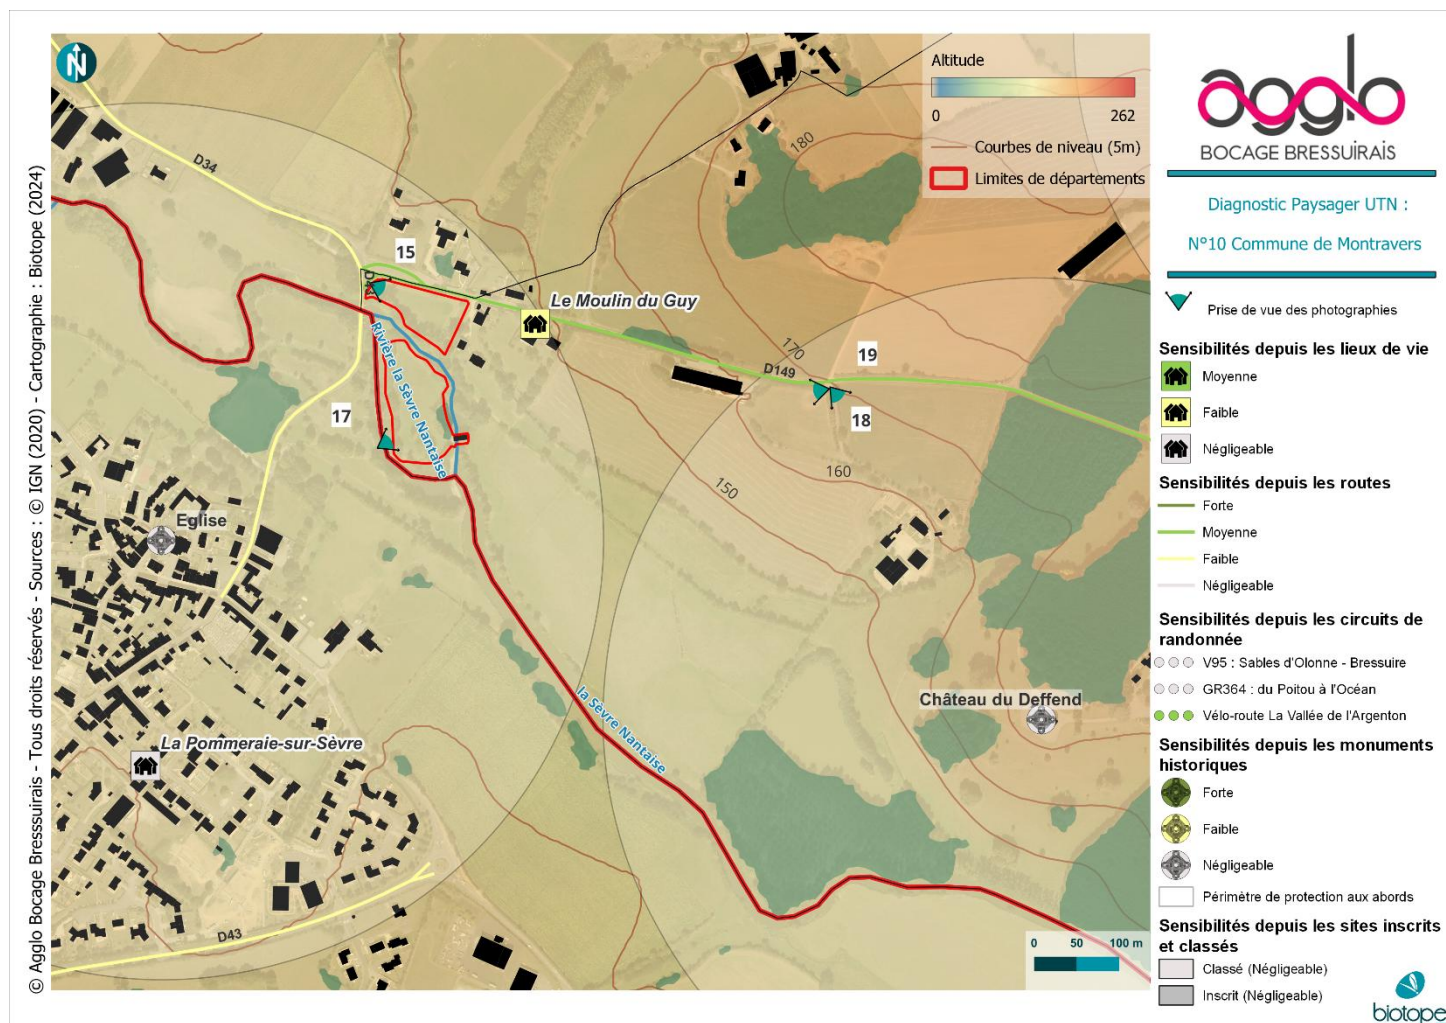 © Agglo Bocage Bresssuirais - Tous droits réservés - Sources : © IGN (2020) - Cartographie : Biotope (2024)
N
Altitude
0 262
Courbes de niveau (5m)
Limites de départements
D34
15
D43
Le Moulin du Guy
Rivière la Sèvre Nantaise
17
180
170
D149
19
18
160
150
Eglise
Château du Deffend
la Sèvre Nantaise
La Pommeraie-sur-Sèvre
D43
0 50 100 m
agglo
BOCAGE BRESSUIRAIS
Diagnostic Paysager UTN :
N°10 Commune de Montravers
Prise de vue des photographies
Sensibilités depuis les lieux de vie
Moyenne
Faible
Négligeable
Sensibilités depuis les routes
Forte
Moyenne
Faible
Négligeable
Sensibilités depuis les circuits de
randonnée
V95 : Sables d'Olonne - Bressuire
GR364 : du Poitou à l'Océan
Vélo-route La Vallée de l'Argenton
Sensibilités depuis les monuments
historiques
Forte
Faible
Négligeable
Périmètre de protection aux abords
Sensibilités depuis les sites inscrits
et classés
Classé (Négligeable)
Inscrit (Négligeable)
biotope